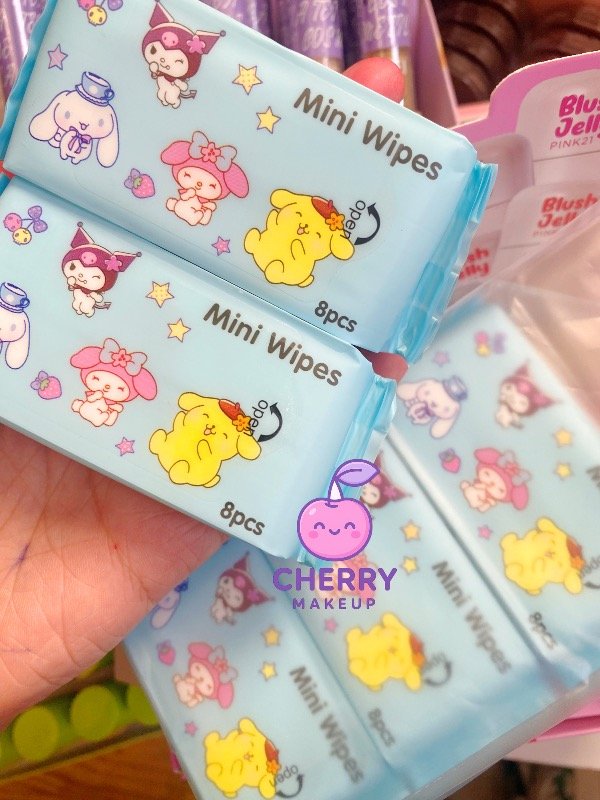 Mini Wipes
open
8pcs
Mini Wipes
open
8pcs
Blush
Jelly
PINK21
Blush
Jelly
CHERRY
MAKEUP
Mini Wipes
8pcs
8pcs
Mini Wipes
open